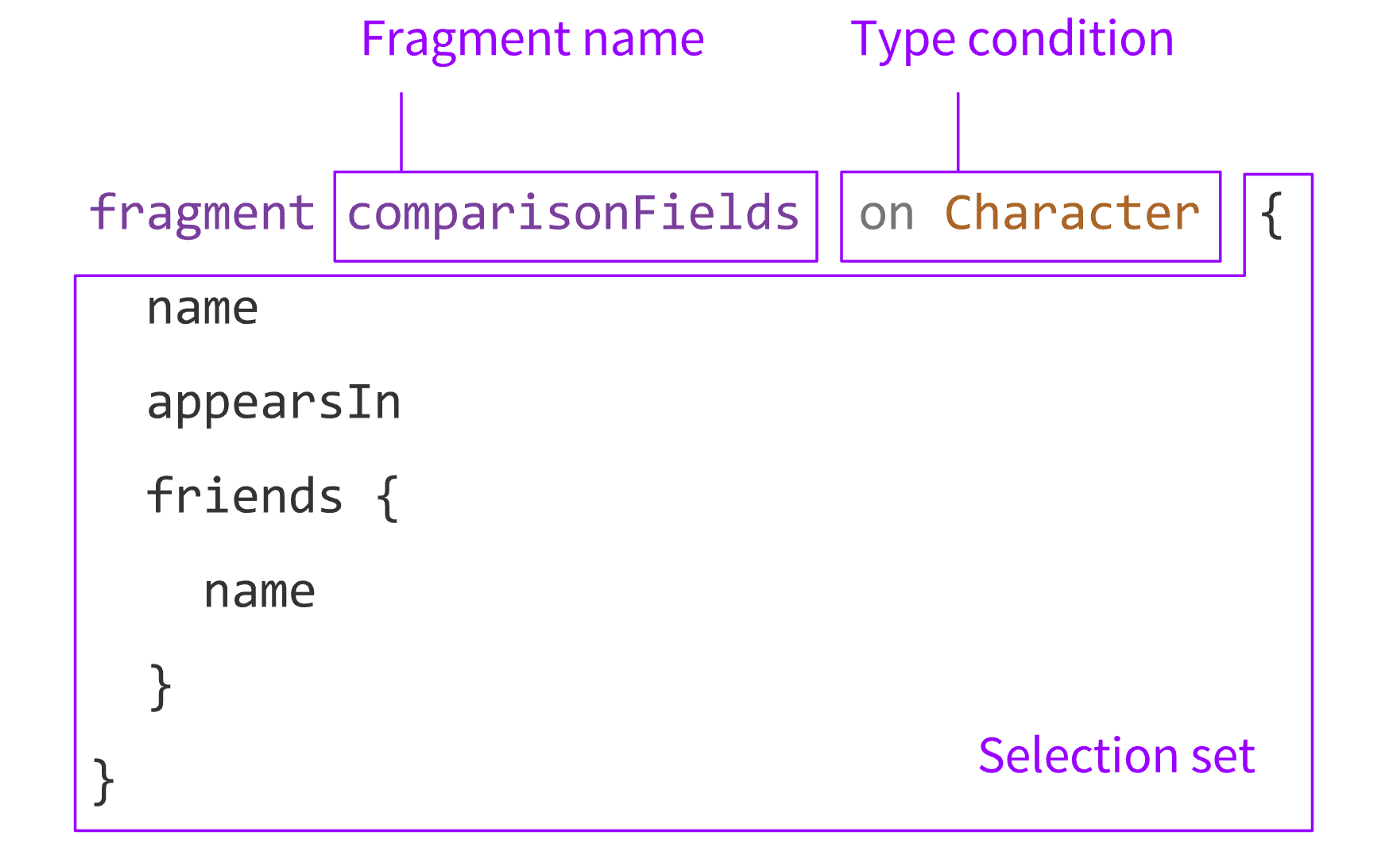 Fragment name Type condition
fragment comparisonFields on Character {
name
appearsIn
friends {
name
}
}
Selection set